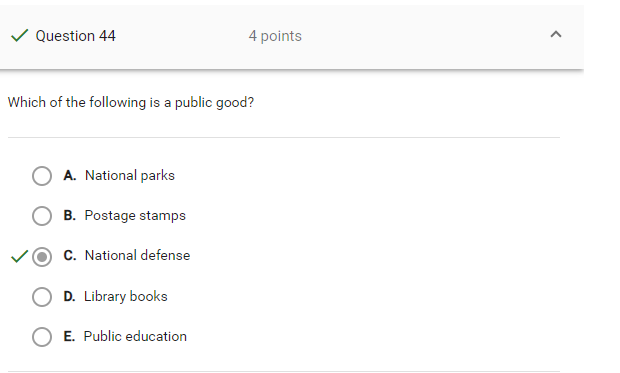 Question 44 4 points
Which of the following is a public good?
A. National parks
B. Postage stamps
C. National defense
D. Library books
E. Public education